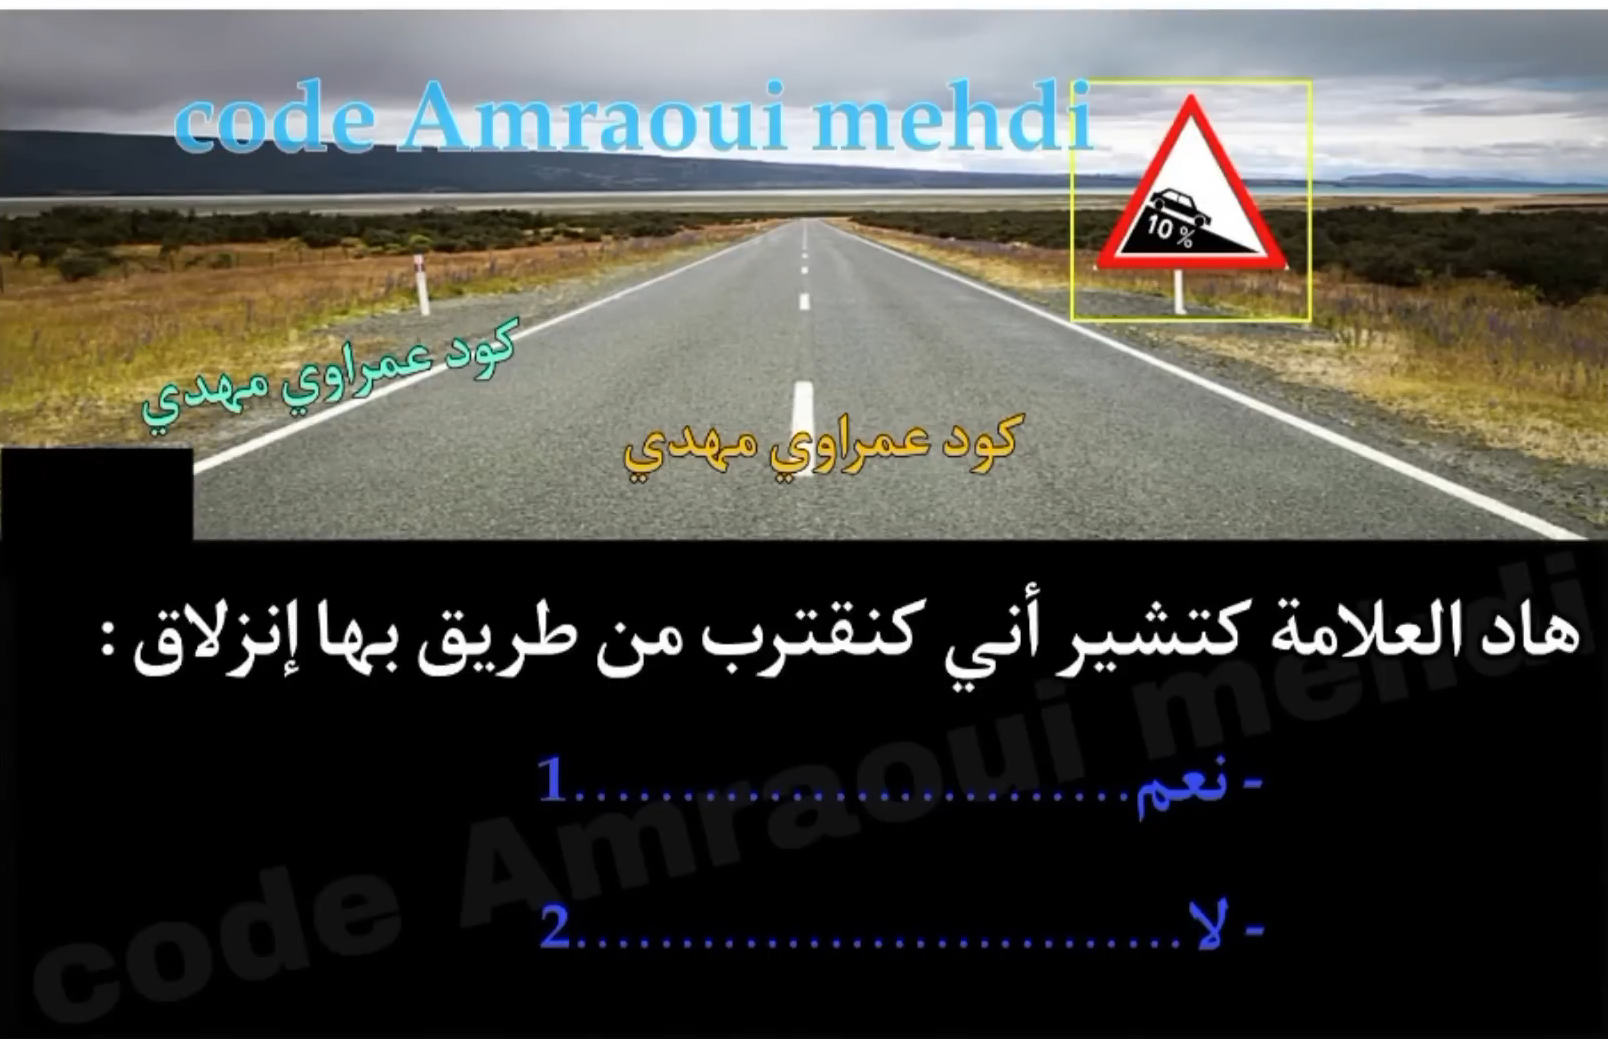 code Amraoui mehdi
10 %
كود عمراوي مهدي
كود عمراوي مهدي
هاد العلامة كتشير أني كنقترب من طريق بها إنزلاق :
- نعم..............................1
- لا..............................2
code Amraoui mehdi